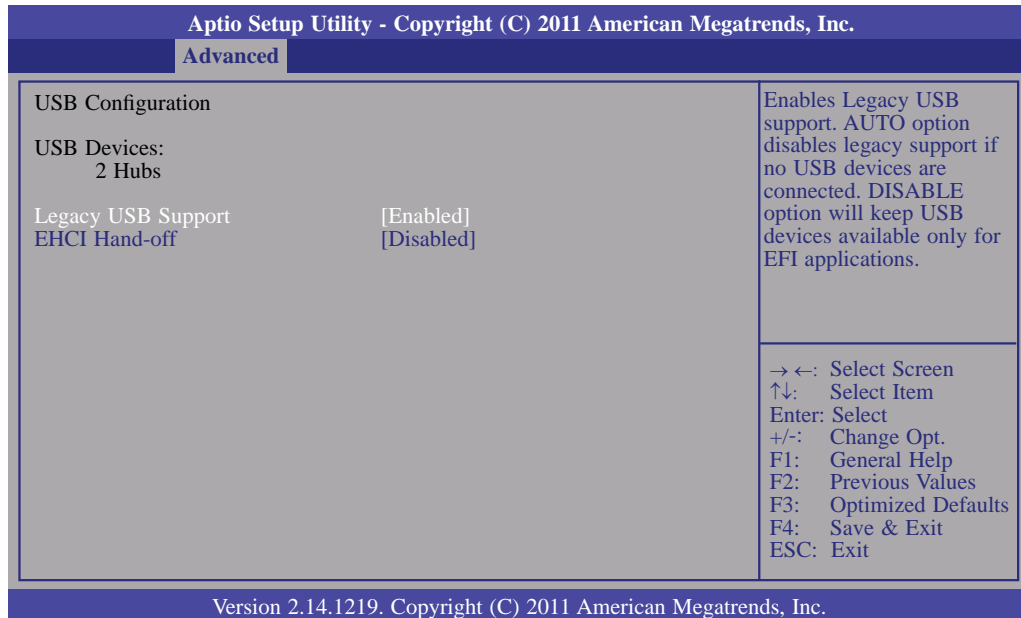 Aptio Setup Utility - Copyright (C) 2011 American Megatrends, Inc.
Advanced
USB Configuration
USB Devices:
2 Hubs
Legacy USB Support [Enabled]
EHCI Hand-off [Disabled]
Enables Legacy USB
support. AUTO option
disables legacy support if
no USB devices are
connected. DISABLE
option will keep USB
devices available only for
EFI applications.
→←: Select Screen
↑↓: Select Item
Enter: Select
+/-: Change Opt.
F1: General Help
F2: Previous Values
F3: Optimized Defaults
F4: Save & Exit
ESC: Exit
Version 2.14.1219. Copyright (C) 2011 American Megatrends, Inc.